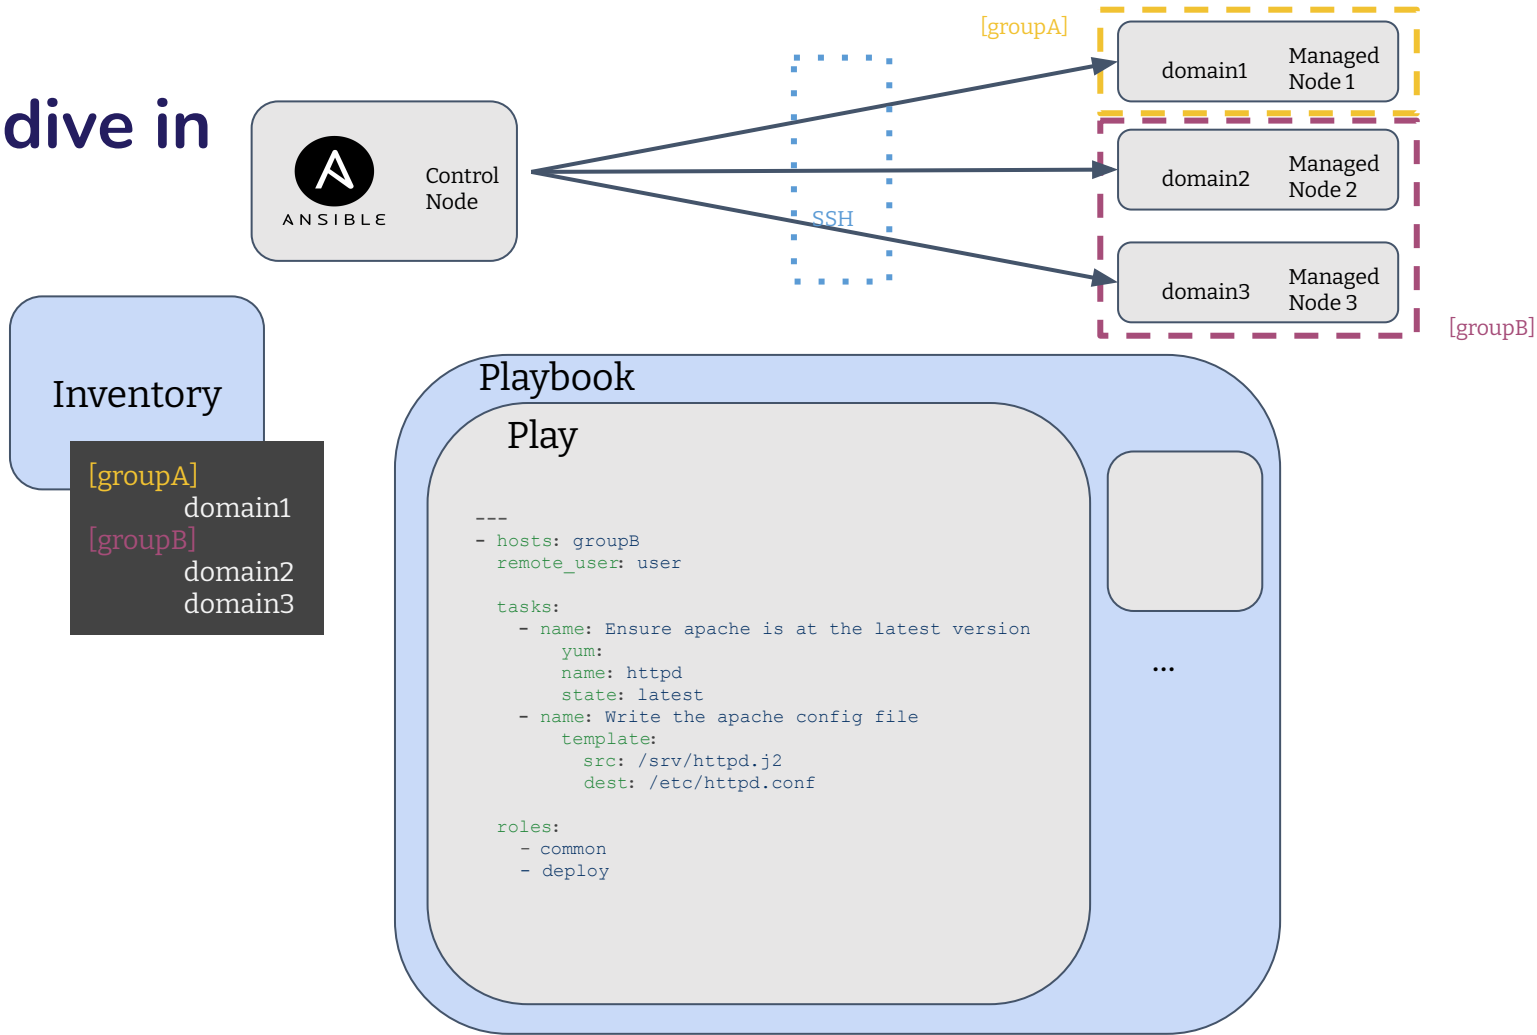 dive in
ANSIBLE
Control
Node
SSH
[groupA]
domain1
Managed
Node 1
domain2
Managed
Node 2
domain3
Managed
Node 3
[groupB]
Inventory
[groupA]
domain1
[groupB]
domain2
domain3
Playbook
Play
---
- hosts: groupB
remote_user: user
tasks:
- name: Ensure apache is at the latest version
yum:
name: httpd
state: latest
- name: Write the apache config file
template:
src: /srv/httpd.j2
dest: /etc/httpd.conf
roles:
- common
- deploy
...